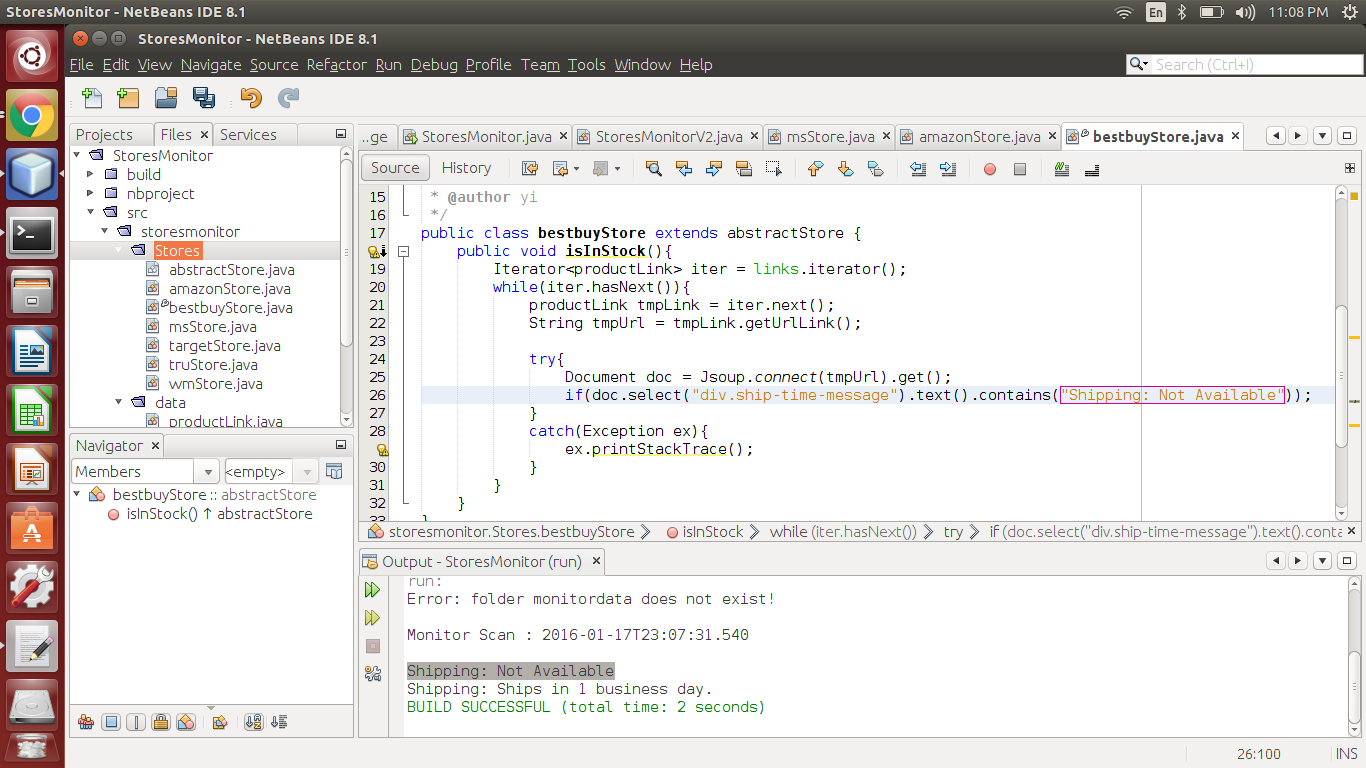 StoresMonitor - NetBeans IDE 8.1
En
11:08 PM
StoresMonitor - NetBeans IDE 8.1
File Edit View Navigate Source Refactor Run Debug Profile Team Tools Window Help
Search (Ctrl+I)
Projects Files Services
StoresMonitor
build
nbproject
src
storesmonitor
Stores
abstractStore.java
amazonStore.java
bestbuyStore.java
msStore.java
targetStore.java
truStore.java
wmStore.java
data
productLink.java
Navigator
Members
<empty>
bestbuyStore :: abstractStore
isInStock() ↑ abstractStore
..ge StoresMonitor.java StoresMonitorV2.java msStore.java amazonStore.java bestbuyStore.java
Source History
15 * @author yi
16 */
17 public class bestbuyStore extends abstractStore {
public void isInStock(){
19 Iterator<productLink> iter = links.iterator();
20 while(iter.hasNext()){
21 productLink tmpLink = iter.next();
22 String tmpUrl = tmpLink.getUrlLink();
23
24 try{
25 Document doc = Jsoup.connect(tmpUrl).get();
26 if(doc.select("div.ship-time-message").text().contains("Shipping: Not Available"));
27 }
28 catch(Exception ex){
ex.printStackTrace();
30 }
31 }
32 }
33 }
storesmonitor.Stores.bestbuyStore isInStock while (iter.hasNext()) try if (doc.select("div.ship-time-message").text().conta
Output - StoresMonitor (run)
run:
Error: folder monitordata does not exist!
Monitor Scan : 2016-01-17T23:07:31.540
Shipping: Not Available
Shipping: Ships in 1 business day.
BUILD SUCCESSFUL (total time: 2 seconds)
26:100 INS